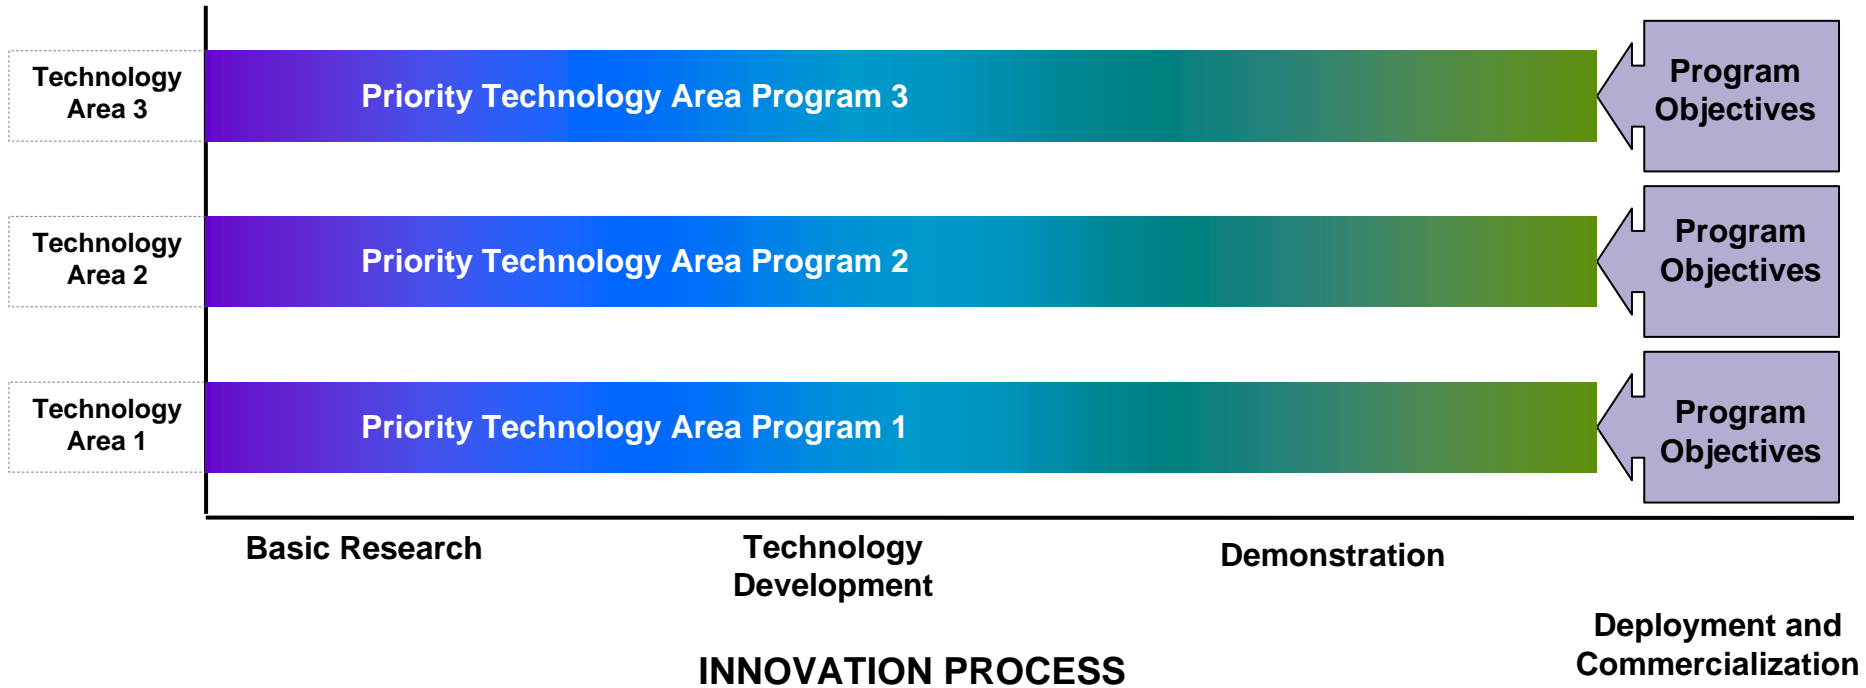 Technology
Area 3
Priority Technology Area Program 3
Program
Objectives
Technology
Area 2
Priority Technology Area Program 2
Program
Objectives
Technology
Area 1
Priority Technology Area Program 1
Program
Objectives
Basic Research
Technology
Development
Demonstration
Deployment and
Commercialization
INNOVATION PROCESS